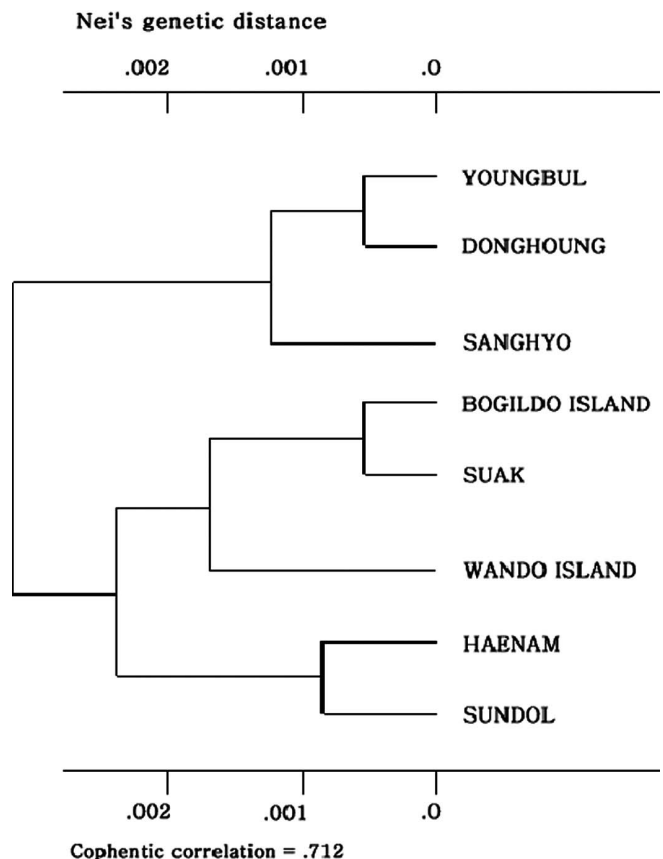 Nei's genetic distance
.002 .001 .0
YOUNGBUL
DONGHOUNG
SANGHYO
BOGILDO ISLAND
SUAK
WANDO ISLAND
HAENAM
SUNDOL
.002 .001 .0
Cophentic correlation = .712